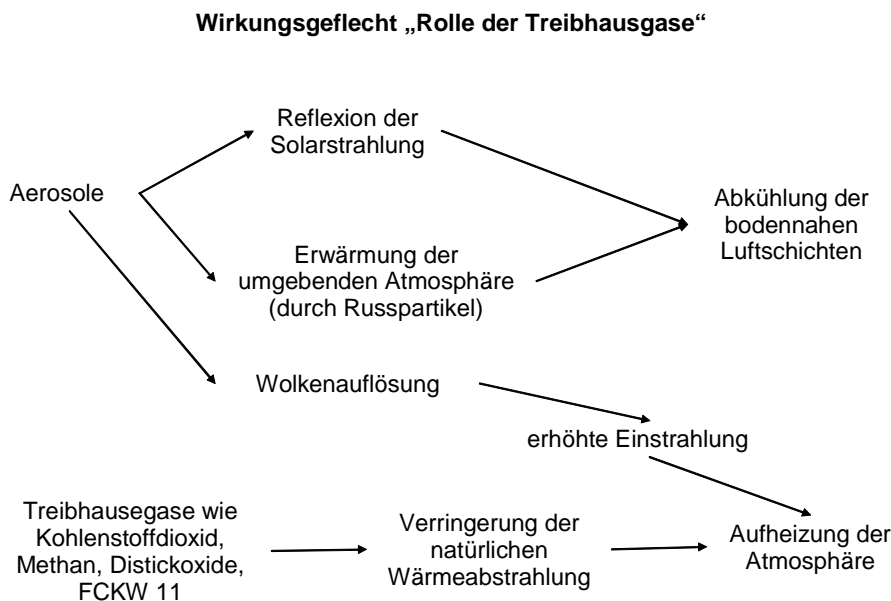 Wirkungsgeflecht „Rolle der Treibhausgase“
Reflexion der
Solarstrahlung
Aerosole
Abkühlung der
bodennahen
Luftschichten
Erwärmung der
umgebenden Atmosphäre
(durch Russpartikel)
Wolkenauflösung
erhöhte Einstrahlung
Treibhausegase wie
Kohlenstoffdioxid,
Methan, Distickoxide,
FCKW 11
Verringerung der
natürlichen
Wärmeabstrahlung
Aufheizung der
Atmosphäre